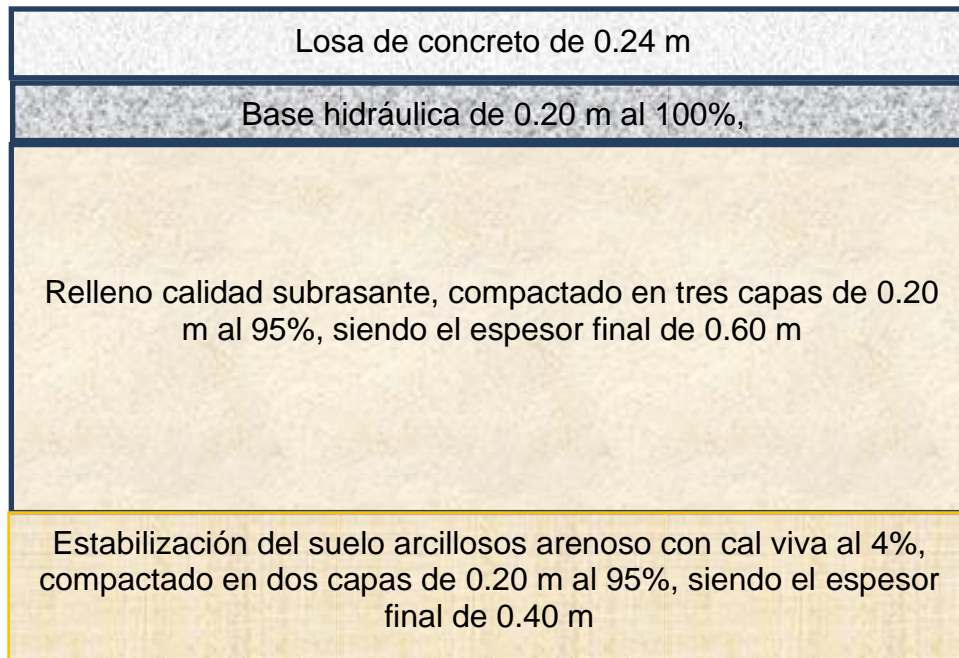 Losa de concreto de 0.24 m
Base hidráulica de 0.20 m al 100%,
Relleno calidad subrasante, compactado en tres capas de 0.20
m al 95%, siendo el espesor final de 0.60 m
Estabilización del suelo arcillosos arenoso con cal viva al 4%,
compactado en dos capas de 0.20 m al 95%, siendo el espesor
final de 0.40 m